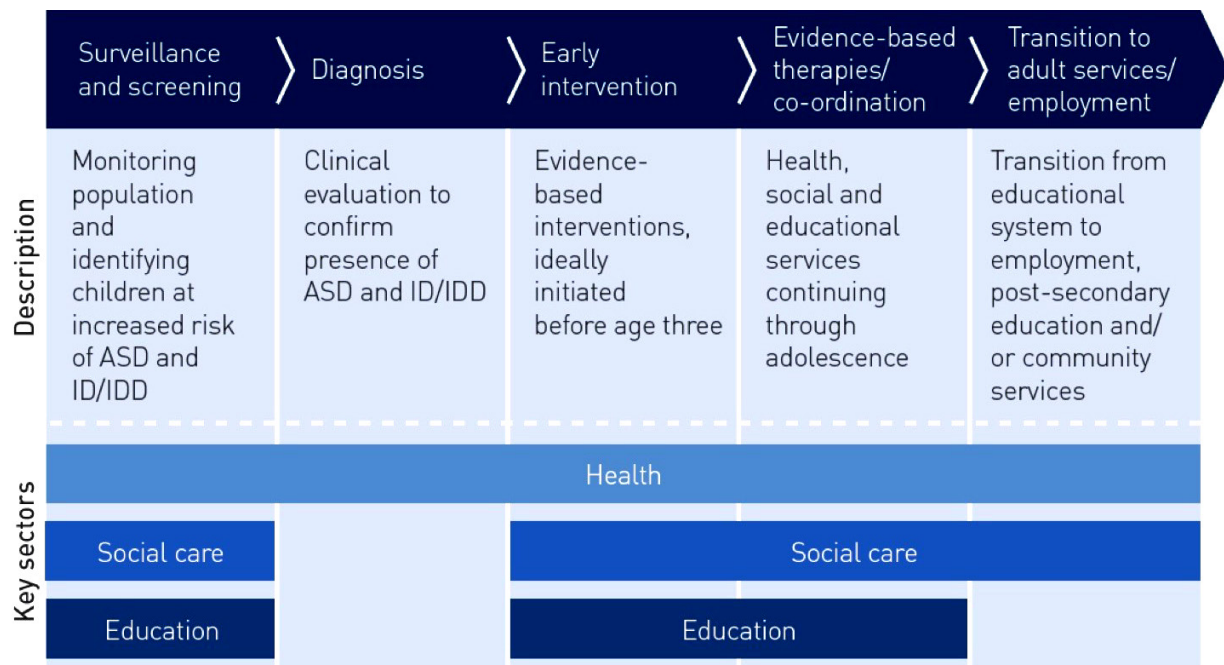 Surveillance
and screening
Diagnosis
Early
intervention
Evidence-based
therapies/
co-ordination
Transition to
adult services/
employment
Description
Monitoring
population
and
identifying
children at
increased risk
of ASD and
ID/IDD
Clinical
evaluation to
confirm
presence of
ASD and ID/IDD
Evidence-
based
interventions,
ideally
initiated
before age three
Health,
social and
educational
services
continuing
through
adolescence
Transition from
educational
system to
employment,
post-secondary
education and/
or community
services
Key sectors
Health
Social care
Social care
Education
Education